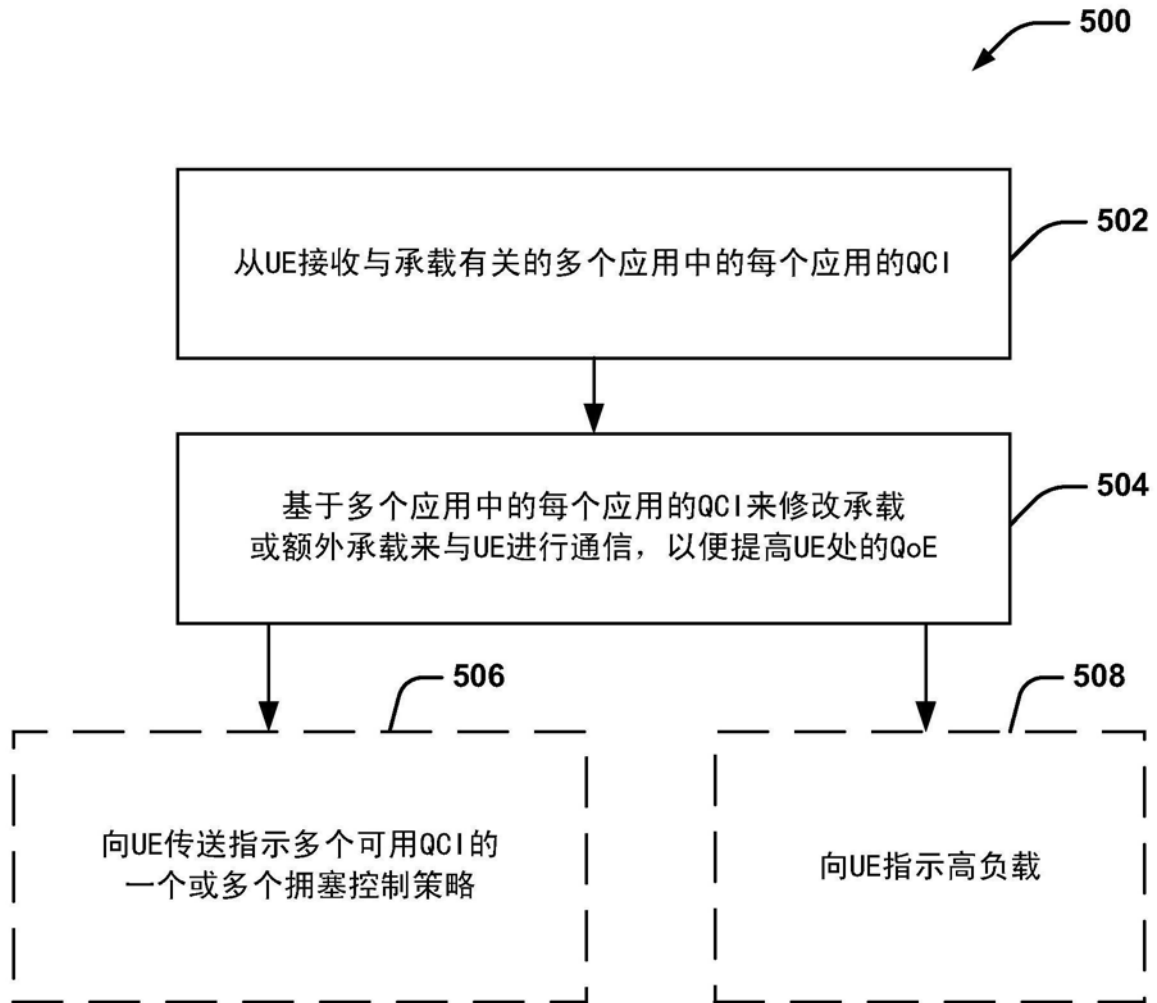 500
502
从UE接收与承载有关的多个应用中的每个应用的QCI
504
基于多个应用中的每个应用的QCI来修改承载
或额外承载来与UE进行通信，以便提高UE处的QoE
506
508
向UE传送指示多个可用QCI的
一个或多个拥塞控制策略
向UE指示高负载